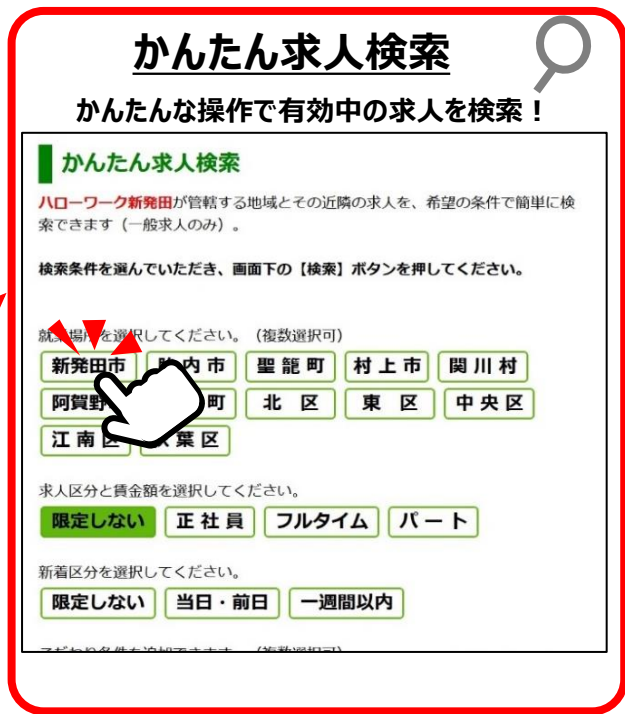 かんたん求人検索
かんたんな操作で有効中の求人を検索！
かんたん求人検索
ハローワーク新発田が管轄する地域とその近隣の求人を、希望の条件で簡単に検
索できます（一般求人のみ）。
検索条件を選んでいただき、画面下の【検索】ボタンを押してください。
就業場所を選択してください。（複数選択可）
新発田市 内市 聖籠町 村上市 関川村
阿賀野 町 北区 東区 中央区
江南区 葉区
求人区分と賃金額を選択してください。
限定しない 正社員 フルタイム パート
新着区分を選択してください。
限定しない 当日・前日 一週間以内